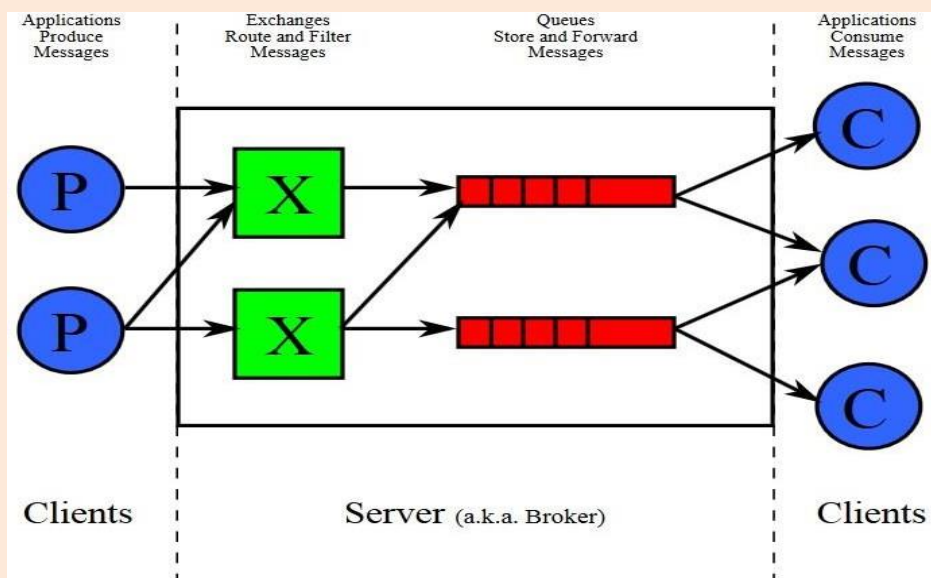 Applications
Produce
Messages
Exchanges
Route and Filter
Messages
Queues
Store and Forward
Messages
Applications
Consume
Messages
P
P
X
X
C
C
C
Clients
Server (a.k.a. Broker)
Clients